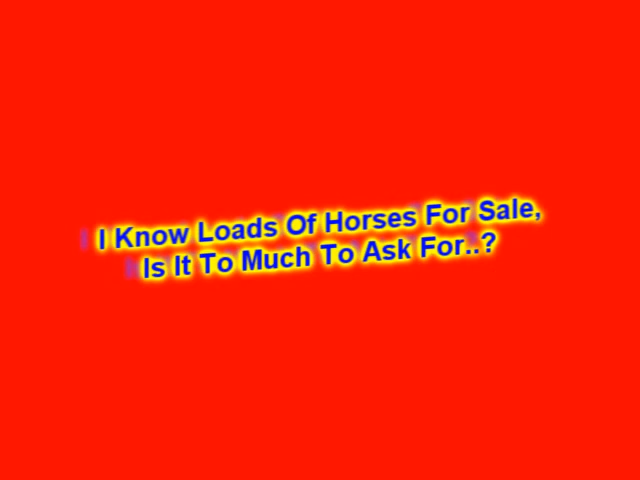 I Know Loads Of Horses For Sale,
Is It To Much To Ask For..?